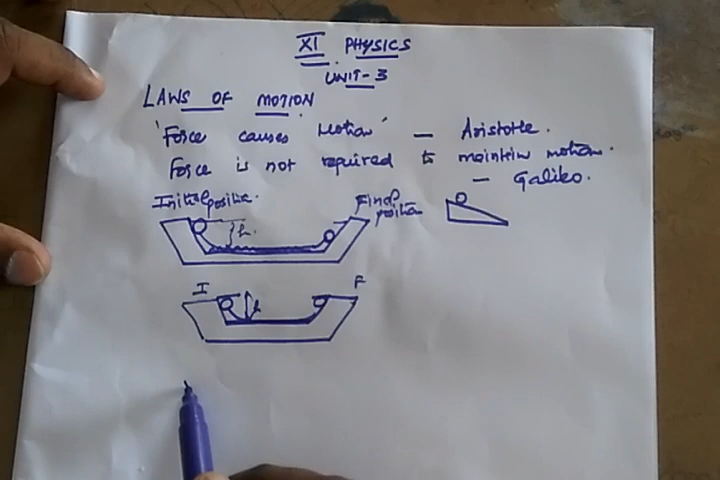 XI PHYSICS
UNIT-3
LAWS OF MOTION
'Force causes Motion' — Aristotle.
Force is not required to maintain motion.
— Galileo.
Initial position. Final position
h.
I F
h